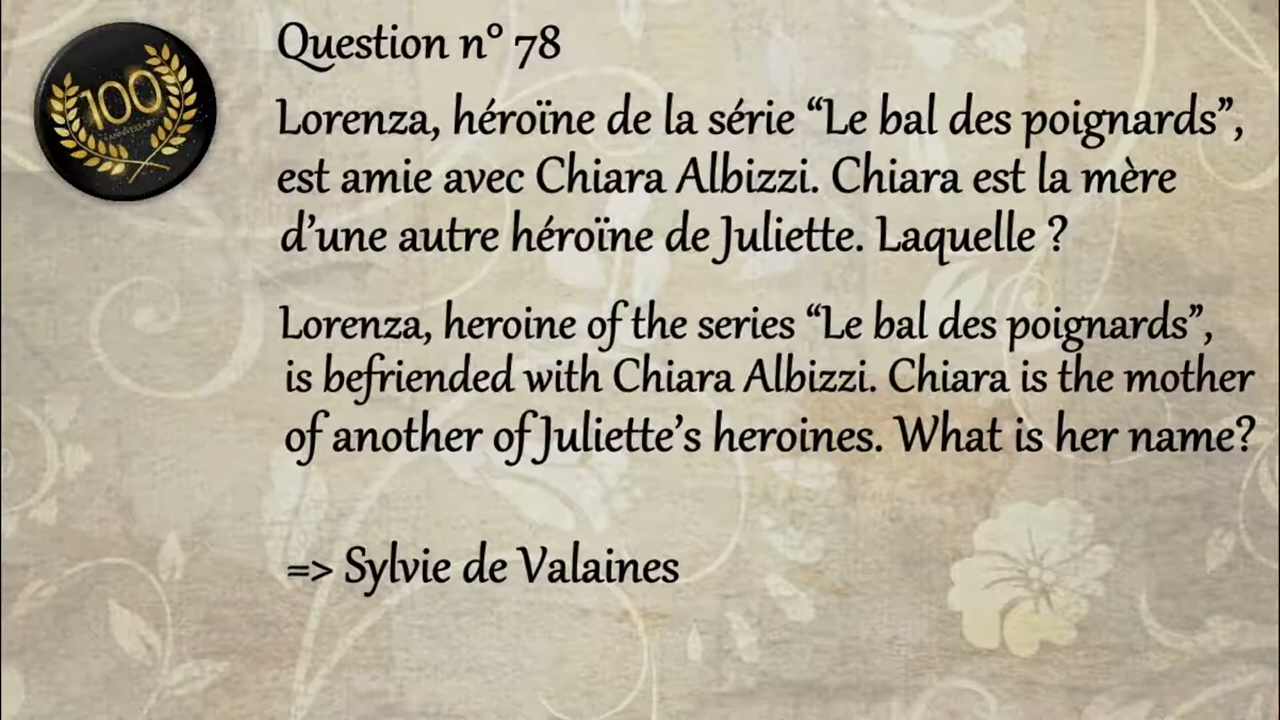 100
ANNIVERSARY
Question n° 78
Lorenza, héroïne de la série “Le bal des poignards”,
est amie avec Chiara Albizzi. Chiara est la mère
d’une autre héroïne de Juliette. Laquelle ?
Lorenza, heroine of the series “Le bal des poignards”,
is befriended with Chiara Albizzi. Chiara is the mother
of another of Juliette’s heroines. What is her name?
=> Sylvie de Valaines